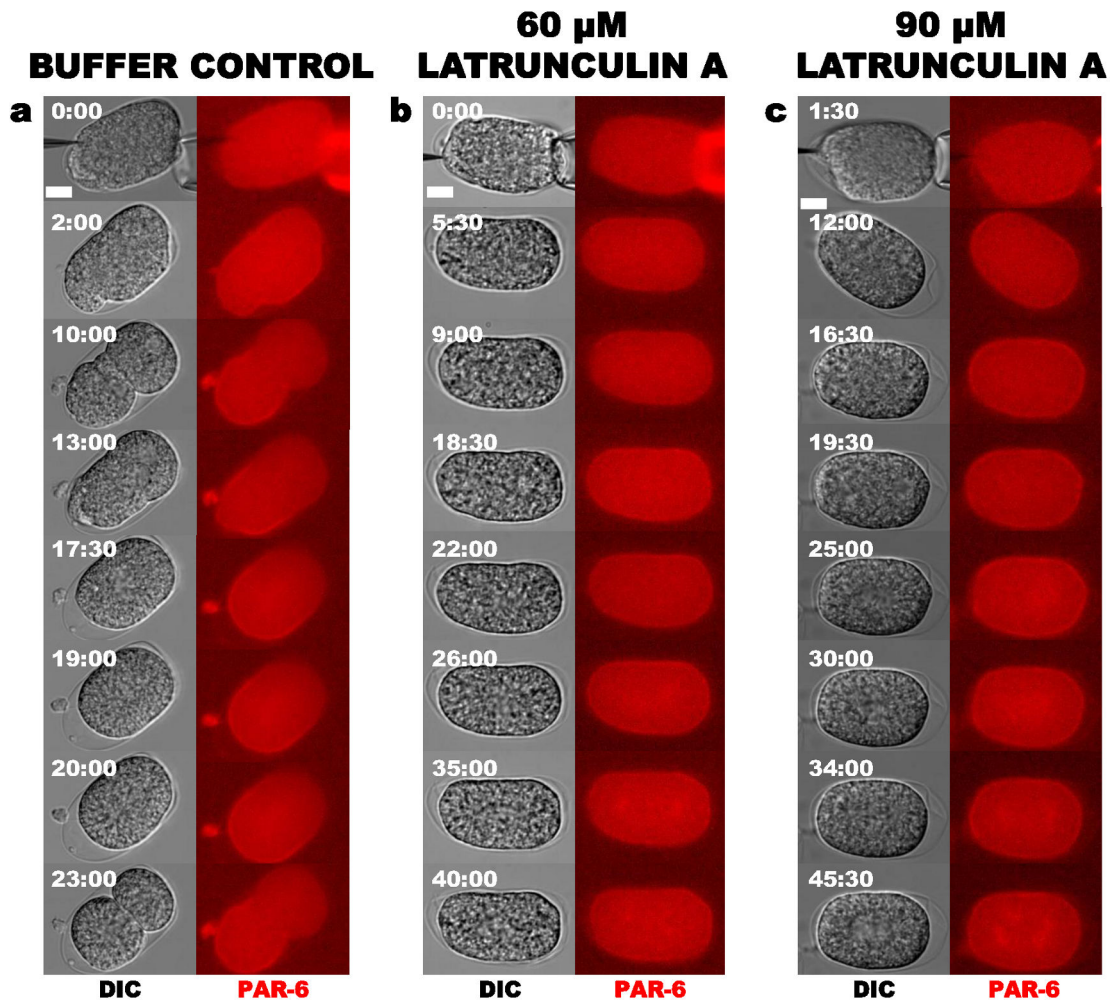 BUFFER CONTROL
60 µM
LATRUNCULIN A
90 µM
LATRUNCULIN A
a
0:00
2:00
10:00
13:00
17:30
19:00
20:00
23:00
DIC
PAR-6
b
0:00
5:30
9:00
18:30
22:00
26:00
35:00
40:00
DIC
PAR-6
c
1:30
12:00
16:30
19:30
25:00
30:00
34:00
45:30
DIC
PAR-6